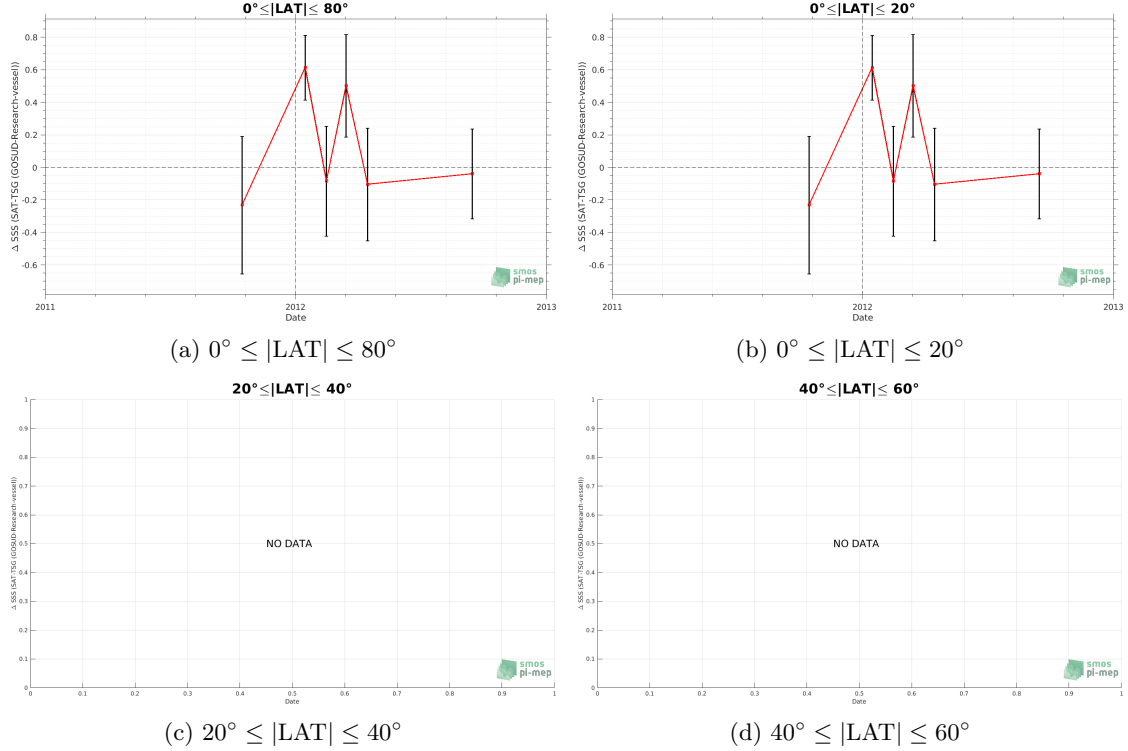 0°≤|LAT|≤ 80°
Δ SSS (SAT-TSG (GOSUD-Research-vessel))
0.8
0.6
0.4
0.2
0
-0.2
-0.4
-0.6
smos
pi-mep
2011 2012 2013
Date
(a) 0° ≤ |LAT| ≤ 80°
0°≤|LAT|≤ 20°
Δ SSS (SAT-TSG (GOSUD-Research-vessel))
0.8
0.6
0.4
0.2
0
-0.2
-0.4
-0.6
smos
pi-mep
2011 2012 2013
Date
(b) 0° ≤ |LAT| ≤ 20°
20°≤|LAT|≤ 40°
Δ SSS (SAT-TSG (GOSUD-Research-vessel))
1
0.9
0.8
0.7
0.6
0.5
0.4
0.3
0.2
0.1
0
NO DATA
smos
pi-mep
0 0.1 0.2 0.3 0.4 0.5 0.6 0.7 0.8 0.9 1
Date
(c) 20° ≤ |LAT| ≤ 40°
40°≤|LAT|≤ 60°
Δ SSS (SAT-TSG (GOSUD-Research-vessel))
1
0.9
0.8
0.7
0.6
0.5
0.4
0.3
0.2
0.1
0
NO DATA
smos
pi-mep
0 0.1 0.2 0.3 0.4 0.5 0.6 0.7 0.8 0.9 1
Date
(d) 40° ≤ |LAT| ≤ 60°